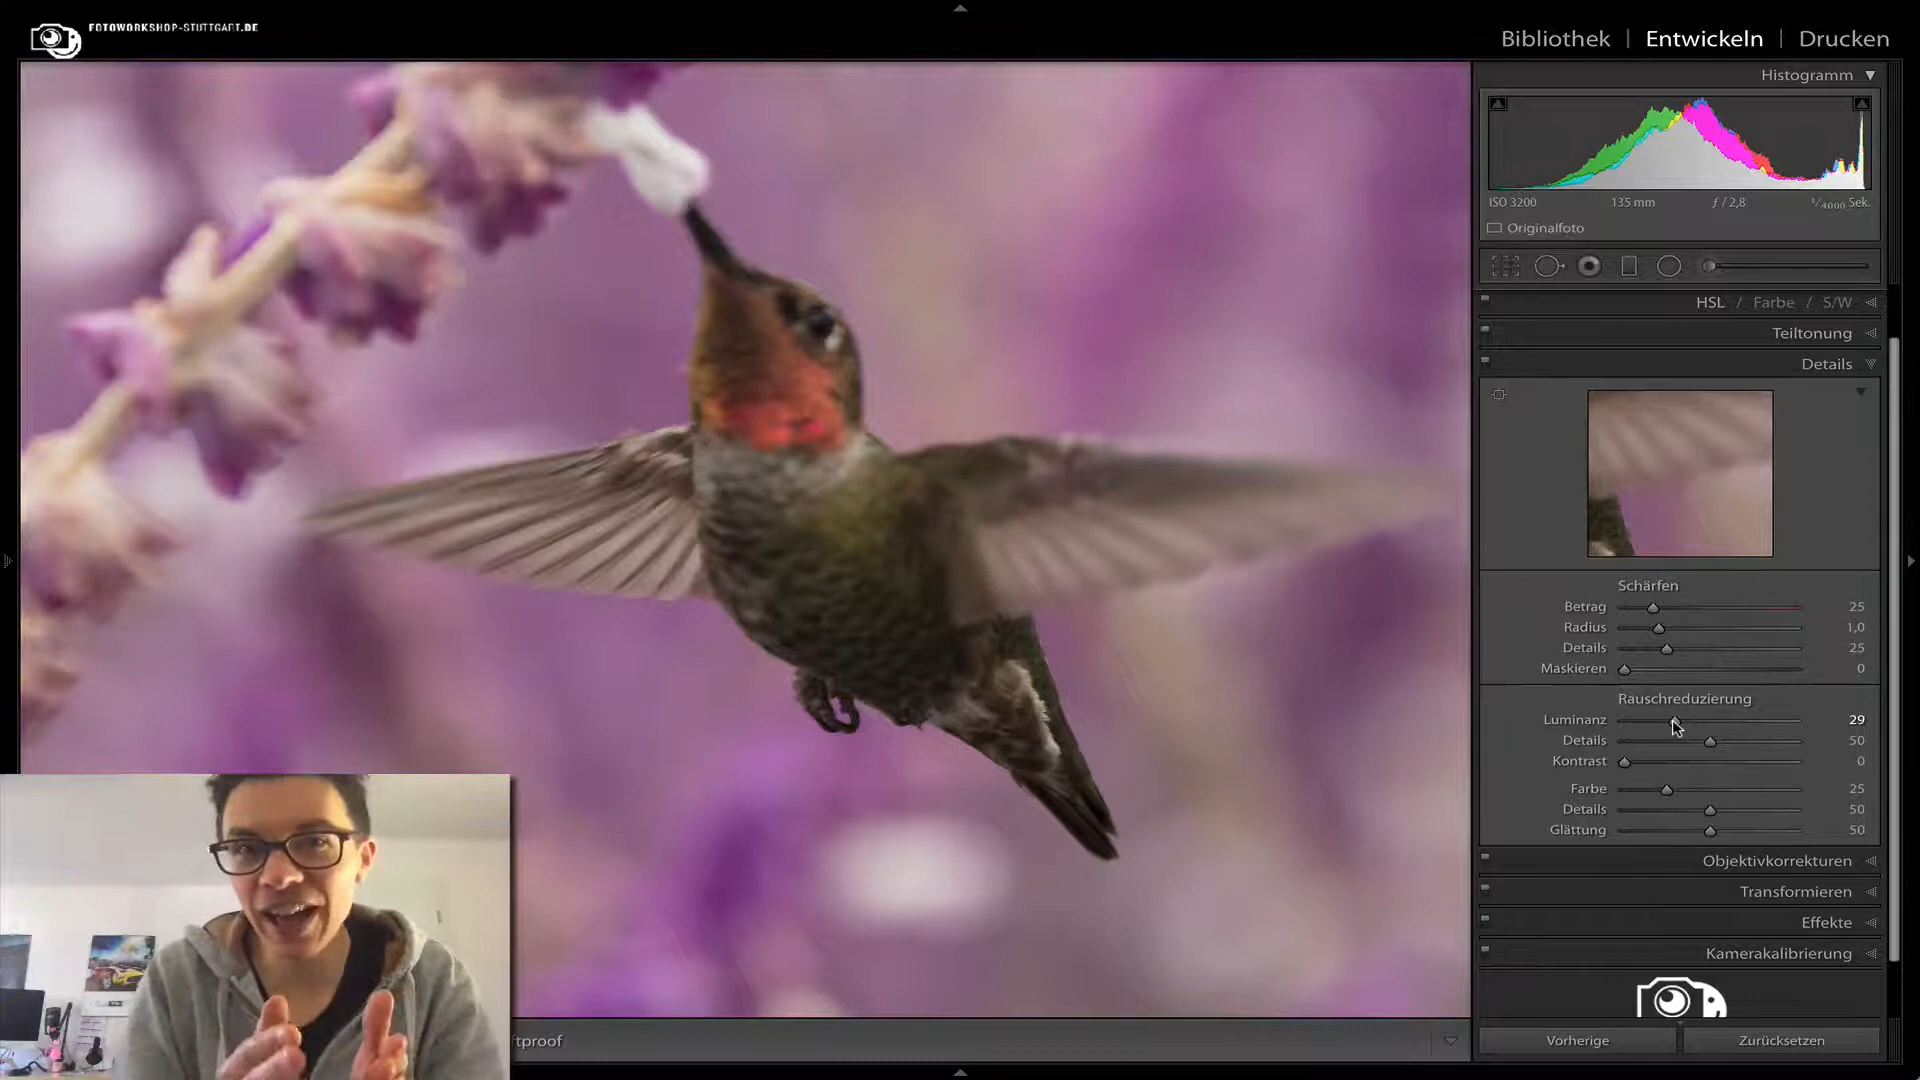 FOTOWORKSHOP-STUTTGART.DE
Bibliothek | Entwickeln | Drucken
Histogramm
ISO 3200 135 mm ƒ / 2,8 1/4000 Sek.
Originalfoto
HSL / Farbe / S/W
Teiltonung
Details
Schärfen
Betrag 25
Radius 1,0
Details 25
Maskieren 0
Rauschreduzierung
Luminanz 29
Details 50
Kontrast 0
Farbe 25
Details 50
Glättung 50
Objektivkorrekturen
Transformieren
Effekte
Kamerakalibrierung
ftproof
Vorherige Zurücksetzen